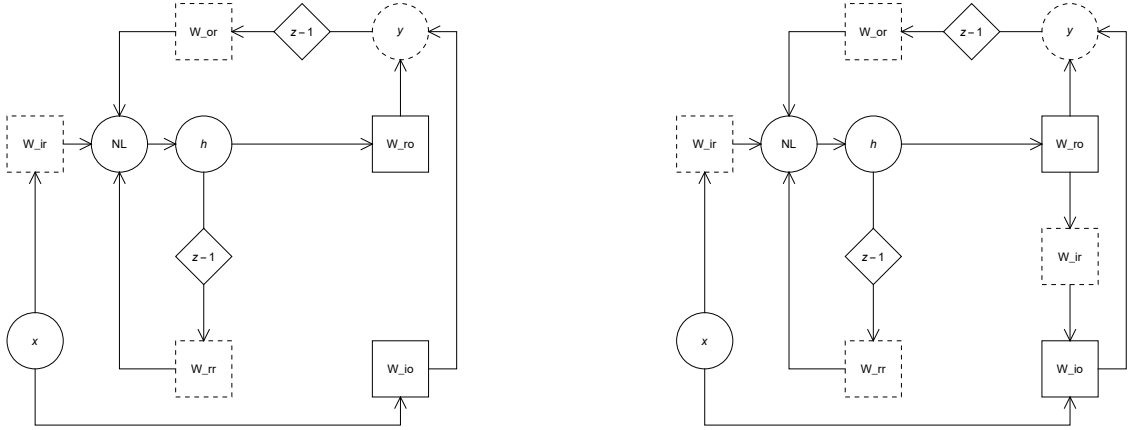 W_or z−1 y W_or z−1 y
W_ir NL h W_ro W_ir NL h W_ro
z−1 z−1 W_ir
x x
W_rr W_io W_rr W_io